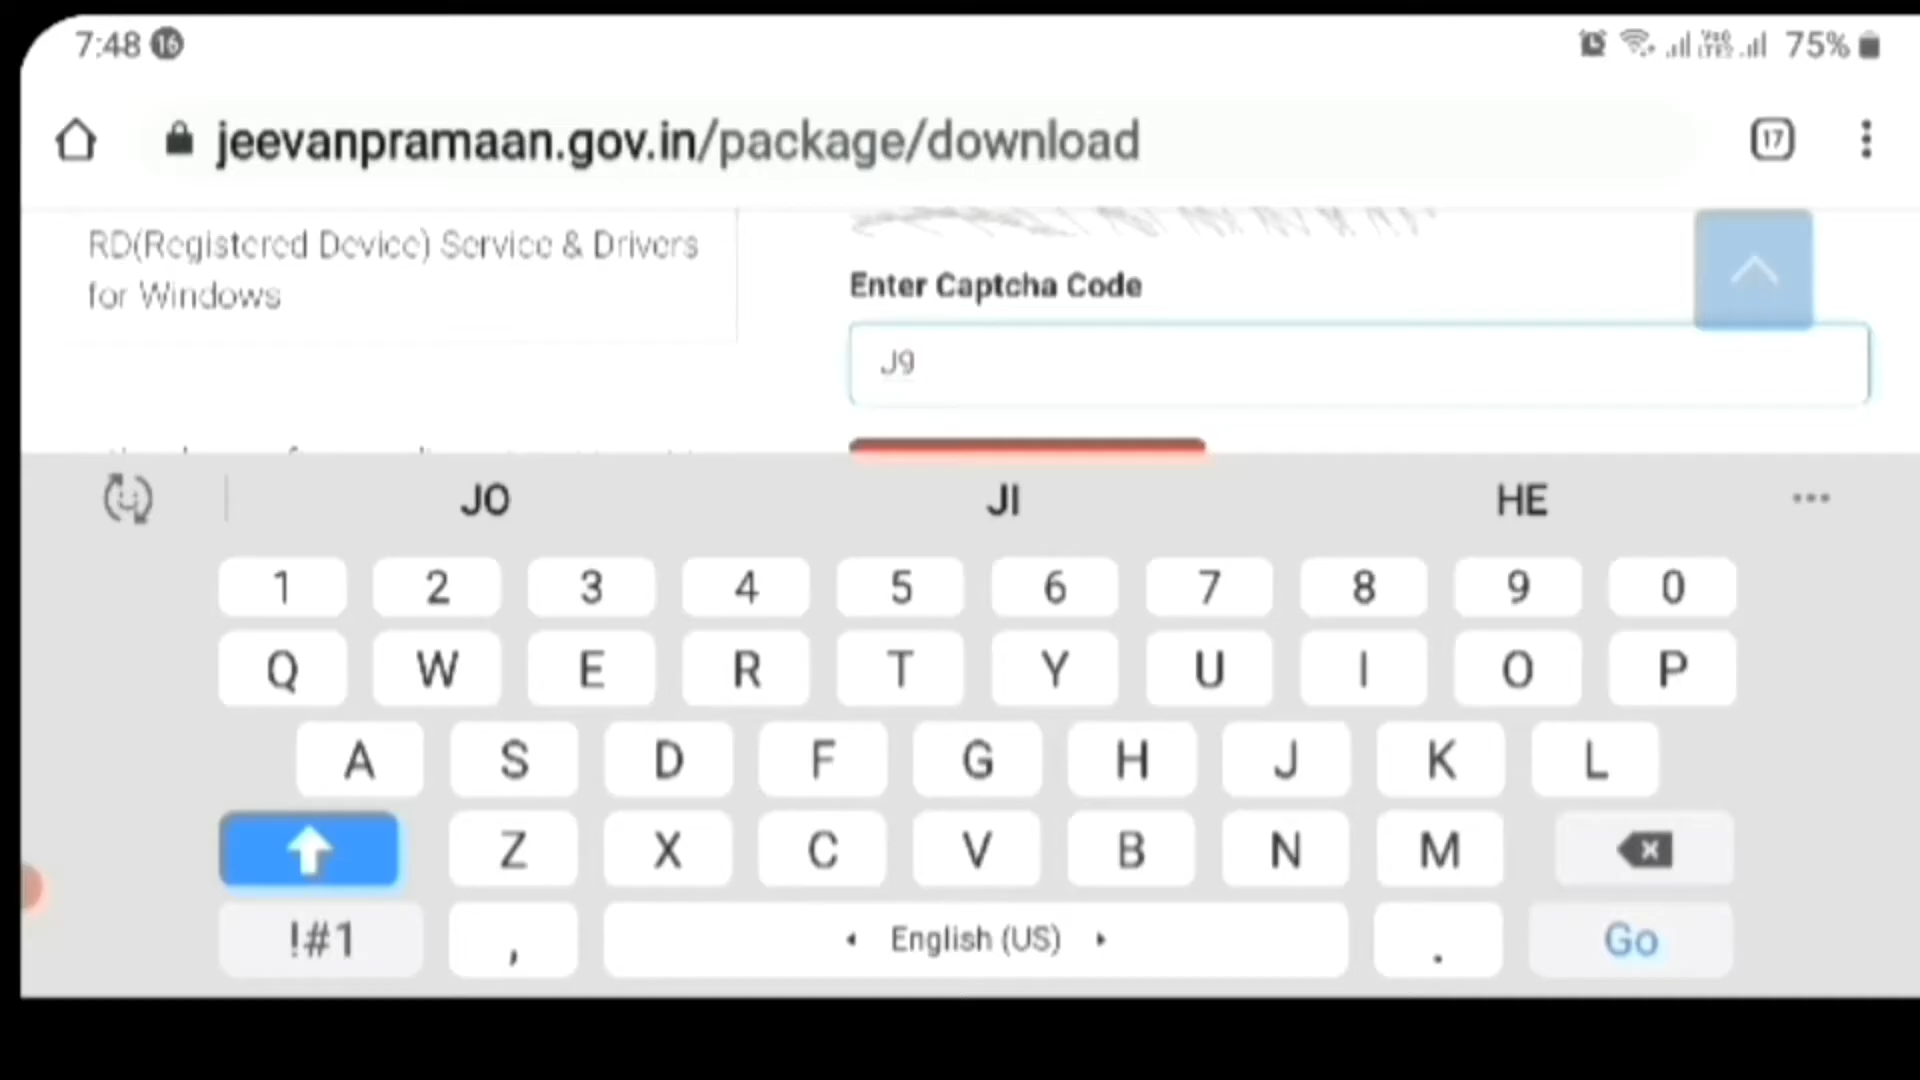 7:48 16
75%
jeevanpramaan.gov.in/package/download
17
RD(Registered Device) Service & Drivers
for Windows
Enter Captcha Code
J9
JO JI HE
1 2 3 4 5 6 7 8 9 0
Q W E R T Y U I O P
A S D F G H J K L
Z X C V B N M
!#1 , English (US) . Go